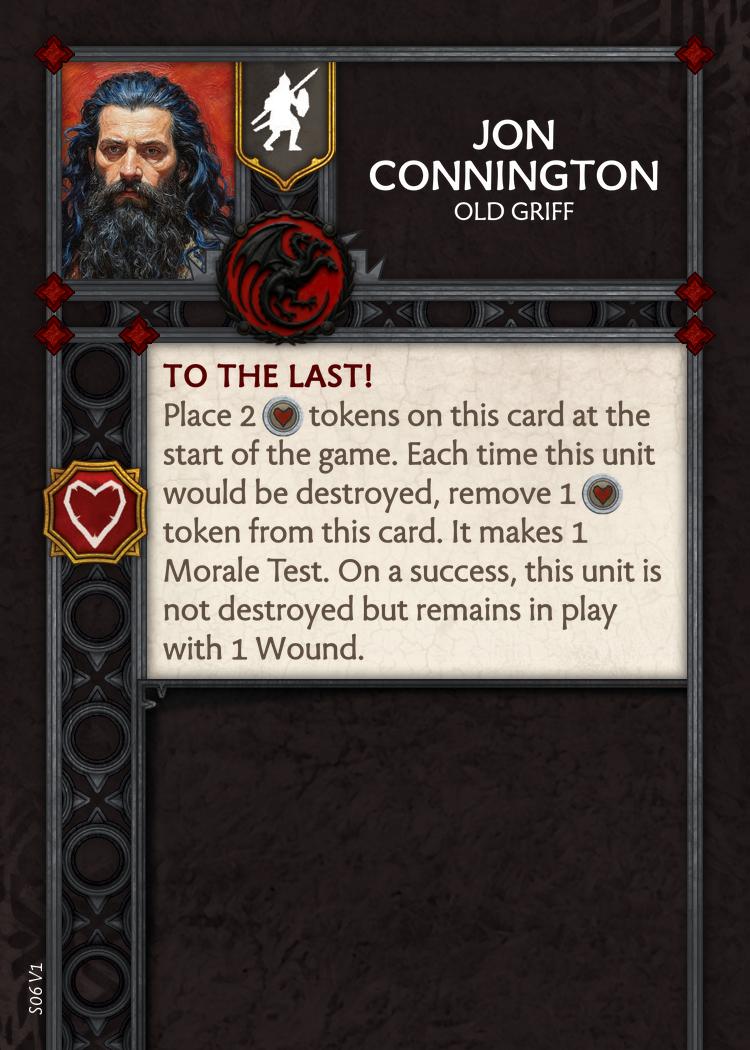 JON
CONNINGTON
OLD GRIFF
TO THE LAST!
Place 2 tokens on this card at the
start of the game. Each time this unit
would be destroyed, remove 1
token from this card. It makes 1
Morale Test. On a success, this unit is
not destroyed but remains in play
with 1 Wound.
S06 V1